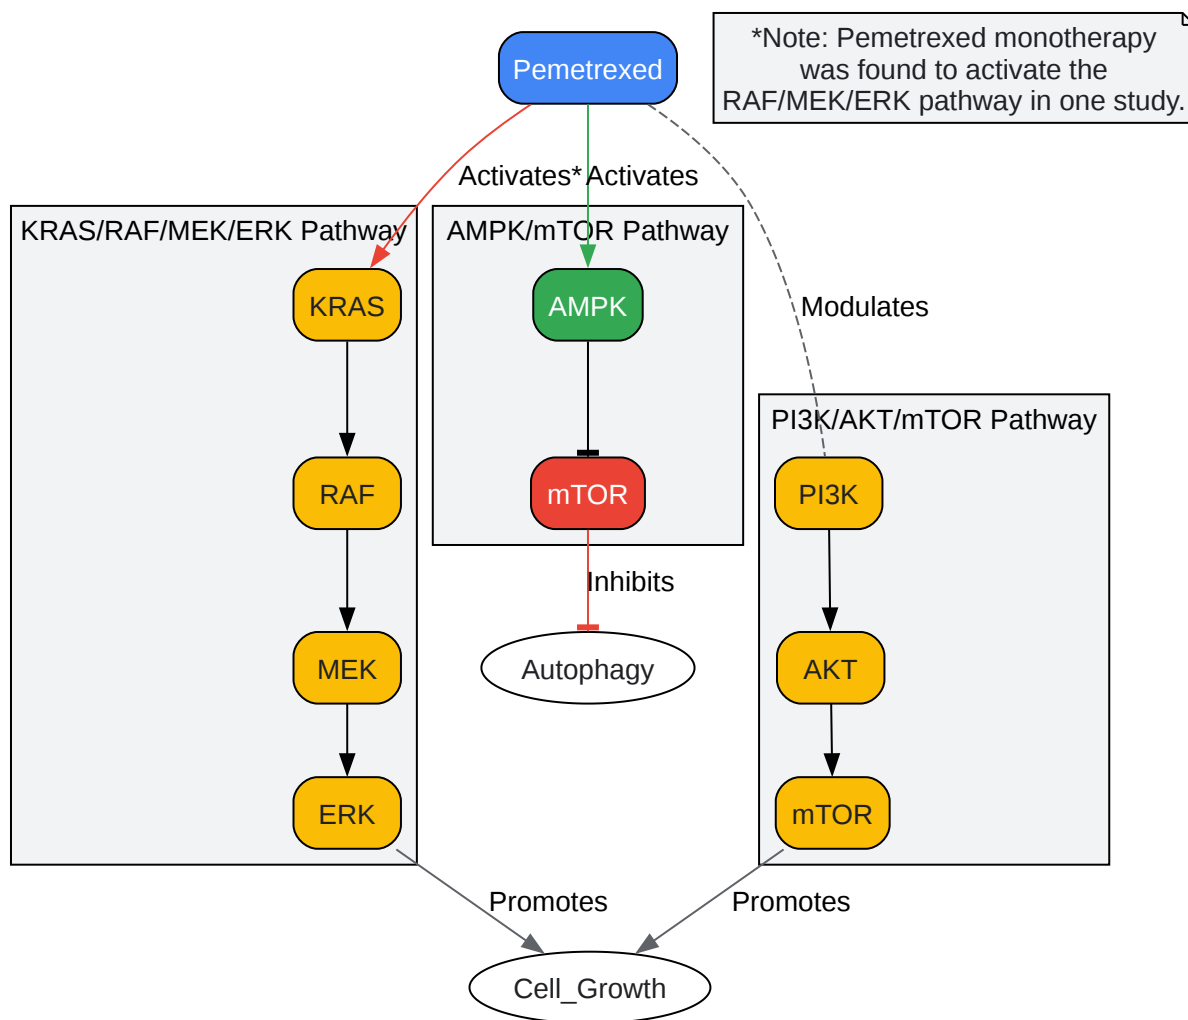 Pemetrexed
*Note: Pemetrexed monotherapy
was found to activate the
RAF/MEK/ERK pathway in one study.
Activates*
Activates
KRAS/RAF/MEK/ERK Pathway
AMPK/mTOR Pathway
KRAS
AMPK
Modulates
PI3K/AKT/mTOR Pathway
RAF
mTOR
PI3K
Inhibits
MEK
Autophagy
AKT
ERK
mTOR
Promotes
Promotes
Cell_Growth